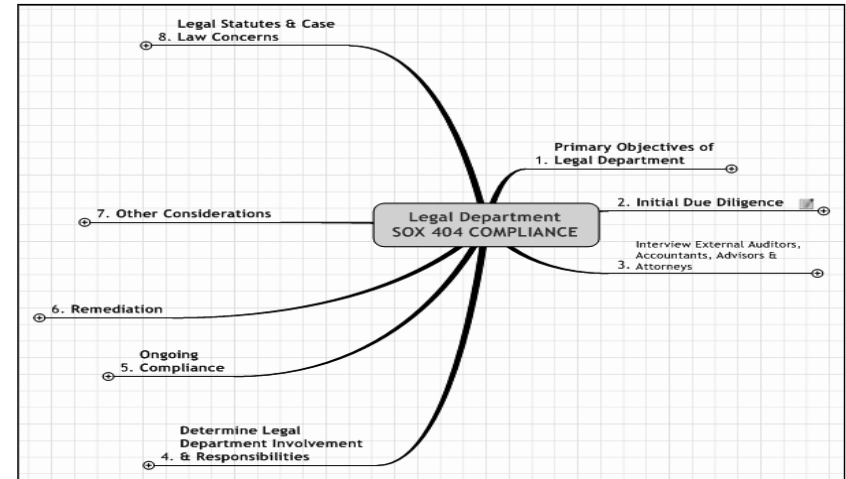 Legal Department
SOX 404 COMPLIANCE
Primary Objectives of
1. Legal Department
2. Initial Due Diligence
Interview External Auditors,
Accountants, Advisors &
3. Attorneys
Determine Legal
Department Involvement
4. & Responsibilities
Ongoing
5. Compliance
6. Remediation
7. Other Considerations
Legal Statutes & Case
8. Law Concerns